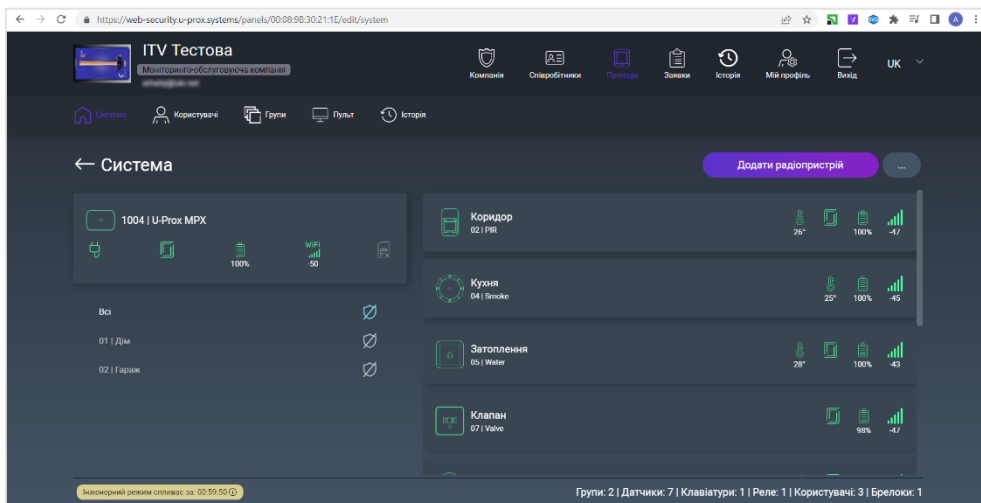 https://web-security.u-prox.systems/panels/00:08:9B:30:21:1E/edit/system
A
ITV Тестова
Моніторинго-обслуговуюча компанія
Компанія Співробітники Прилади Заявки Історія Мій профіль Вихід UK
Система Користувачі Групи Пульт Історія
← Система
Додати радіопристрій ...
1004 | U-Prox MPX
WiFi
100% -50
Всі
01 | Дім
02 | Гараж
Коридор
02 | PIR
26° 100% -47
Кухня
04 | Smoke
25° 100% -45
Затоплення
05 | Water
28° 100% -43
Клапан
07 | Valve
98% -47
Інженерний режим спливає за: 00:59:50
Групи: 2 | Датчики: 7 | Клавіатури: 1 | Реле: 1 | Користувачі: 3 | Брелоки: 1